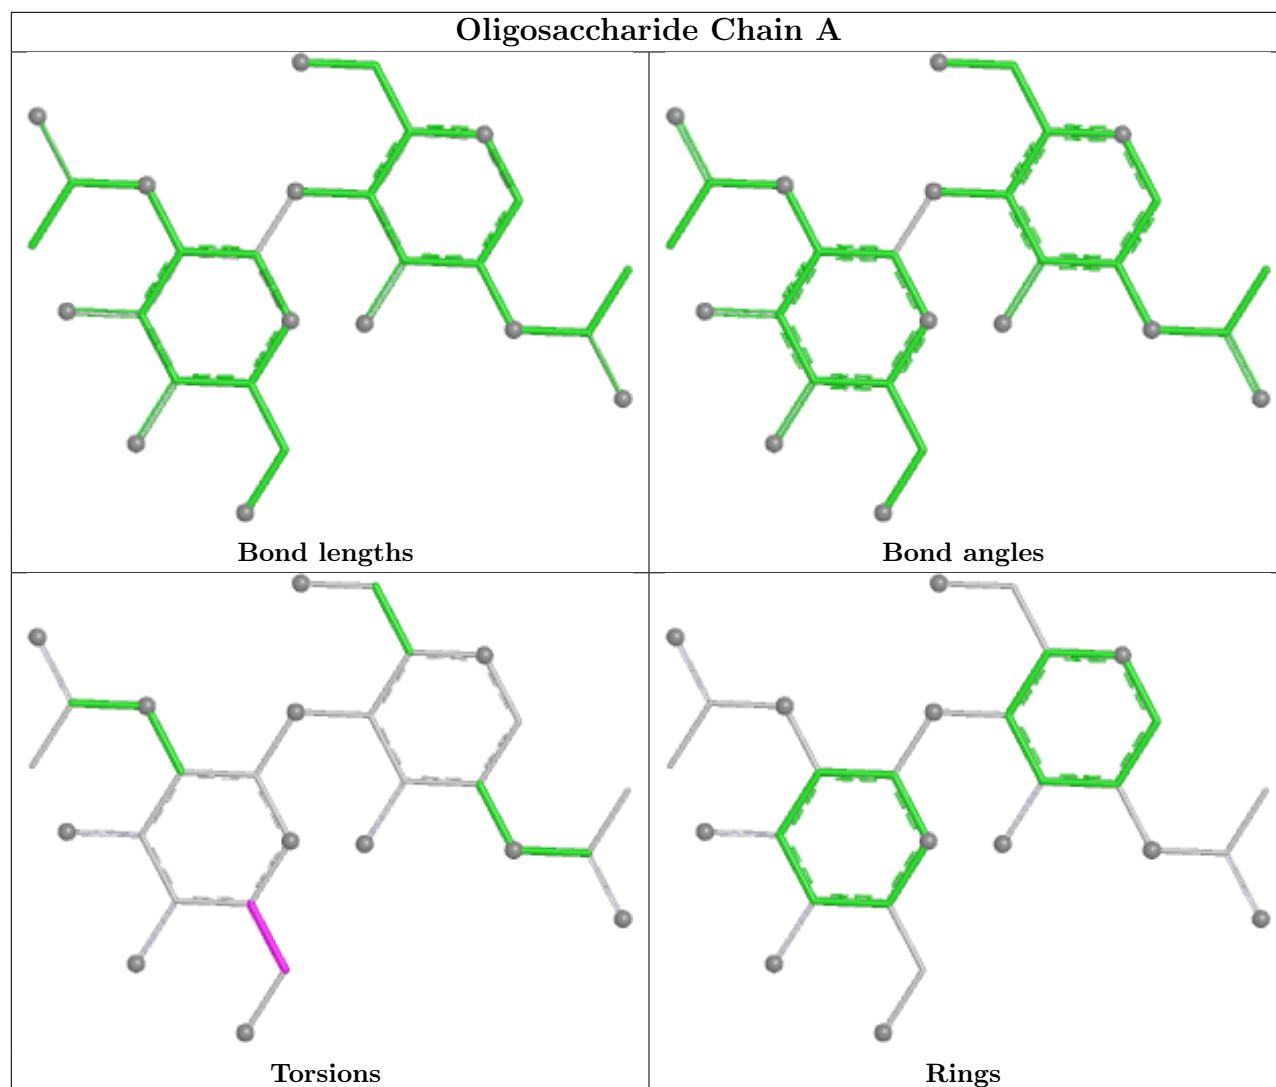 Oligosaccharide Chain A
Bond lengths
Bond angles
Torsions
Rings